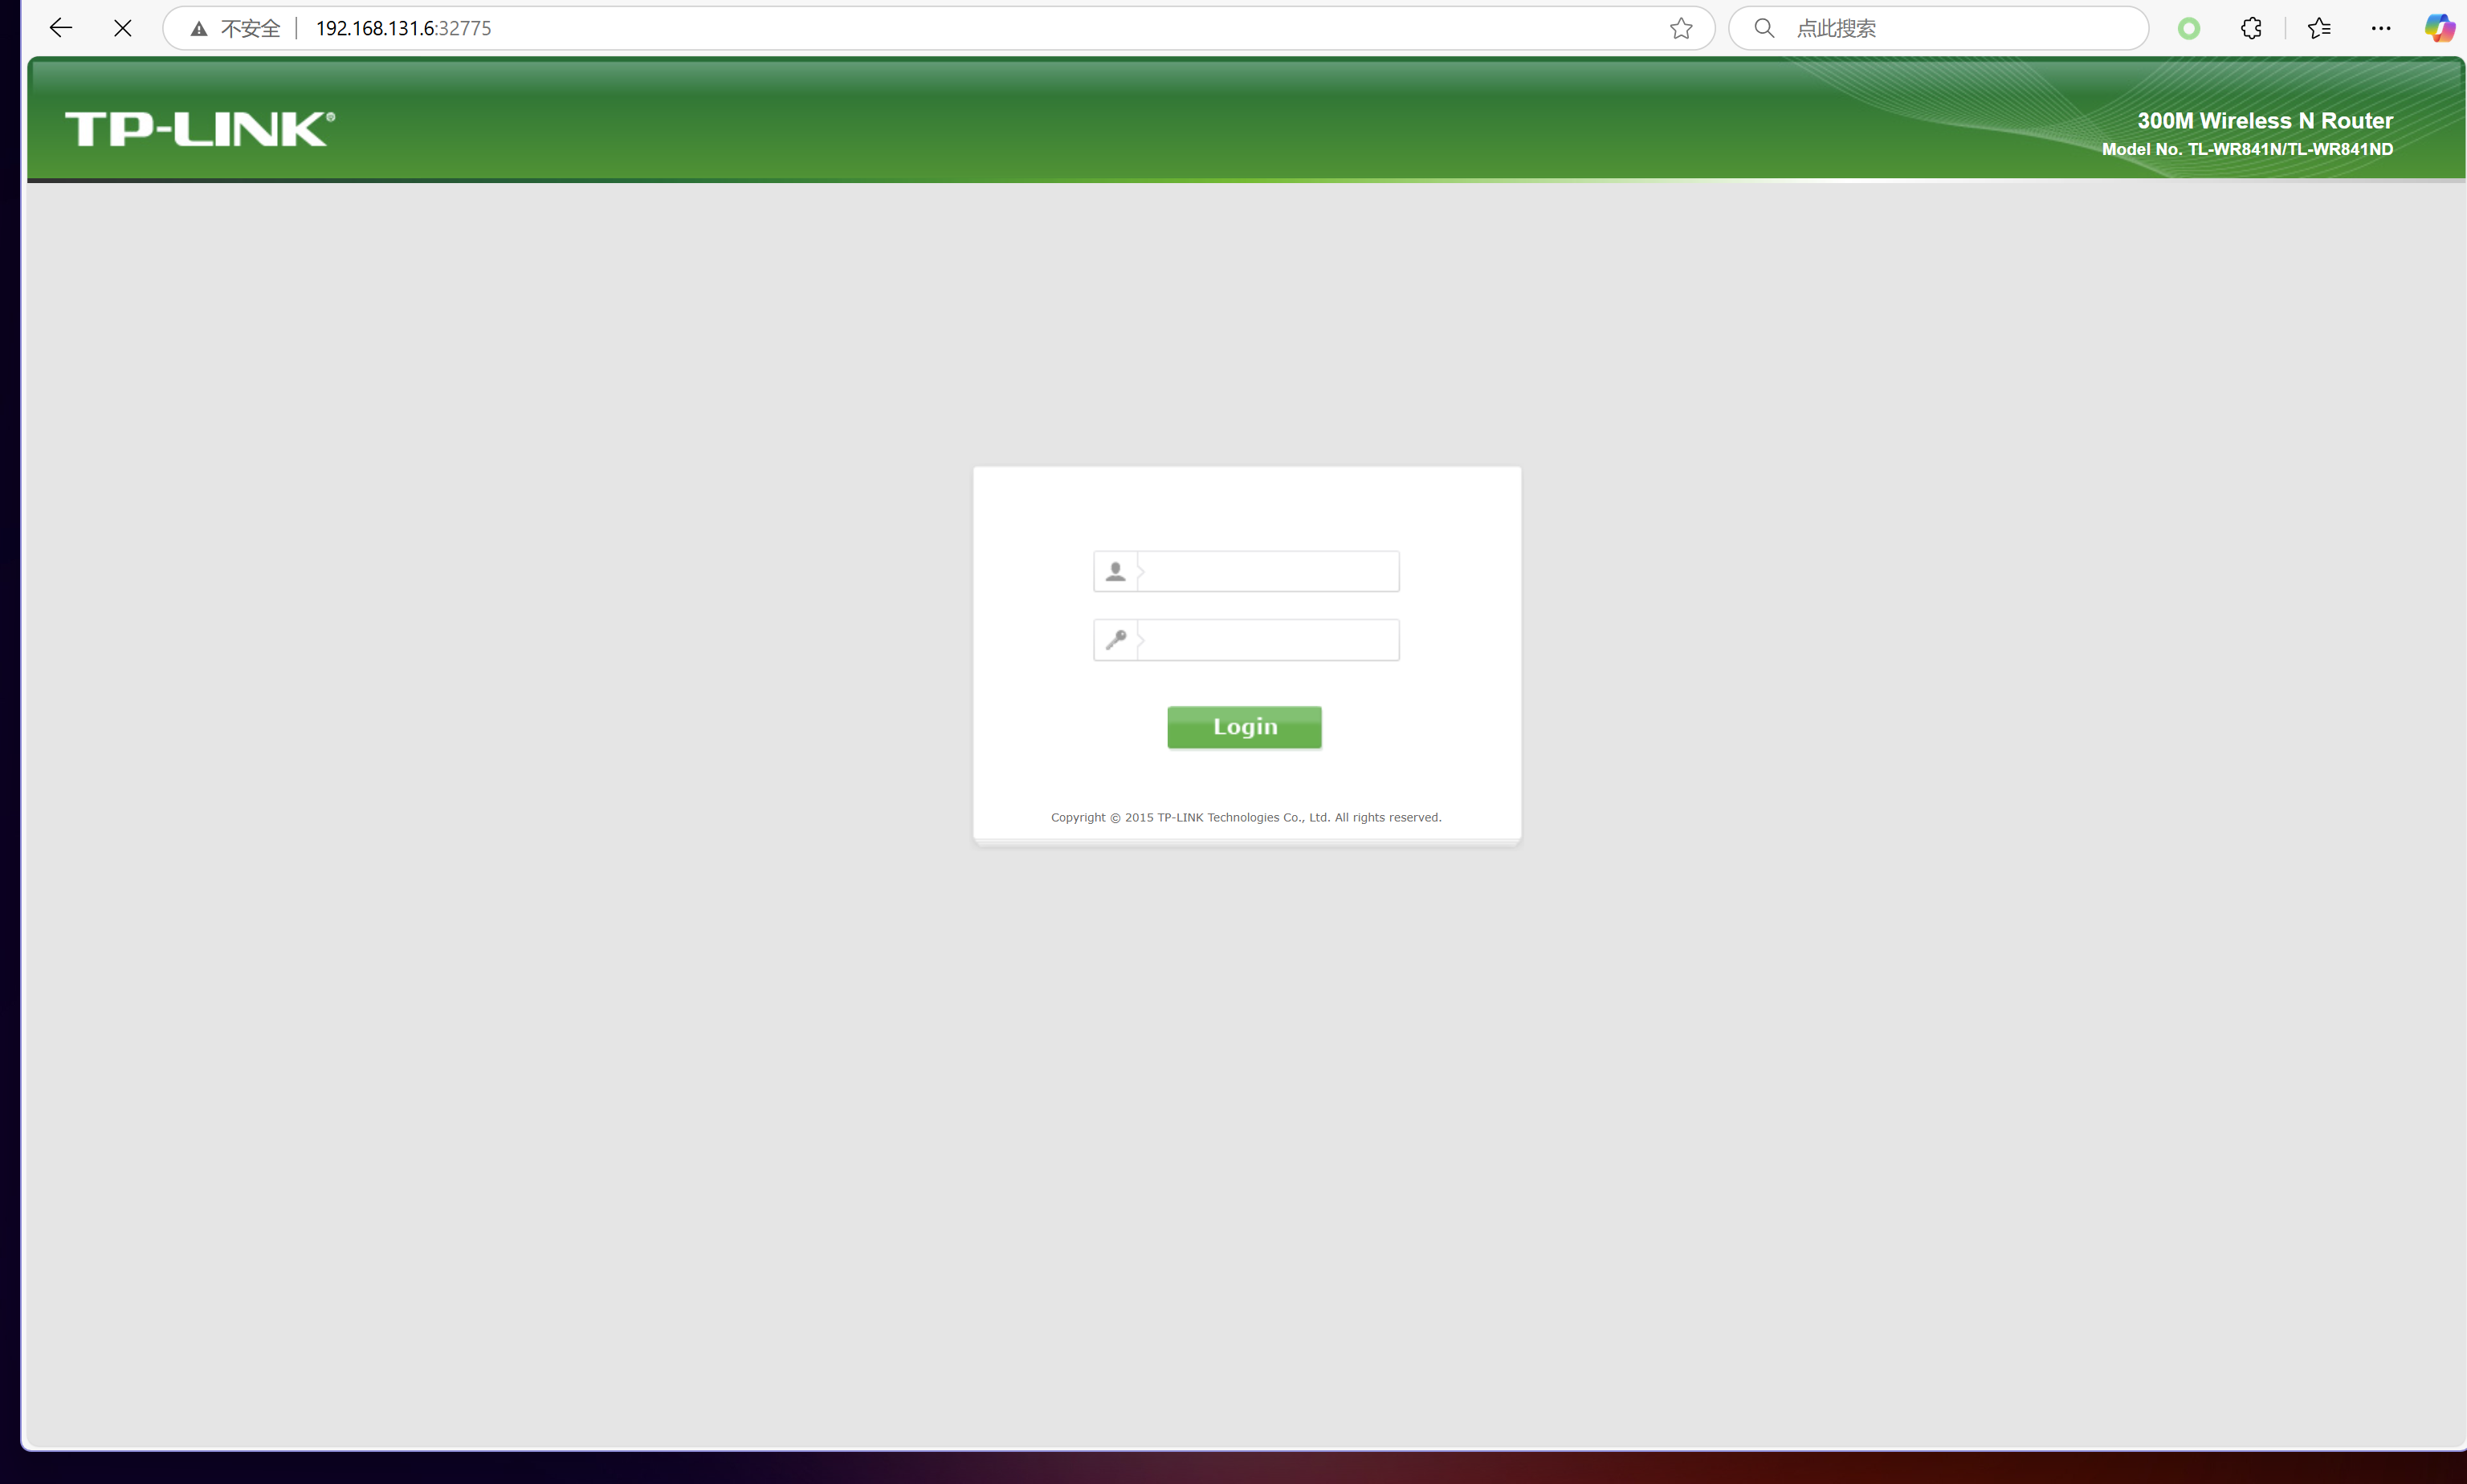 不安全
192.168.131.6:32775
点此搜索
TP-LINK®
300M Wireless N Router
Model No. TL-WR841N/TL-WR841ND
Login
Copyright © 2015 TP-LINK Technologies Co., Ltd. All rights reserved.